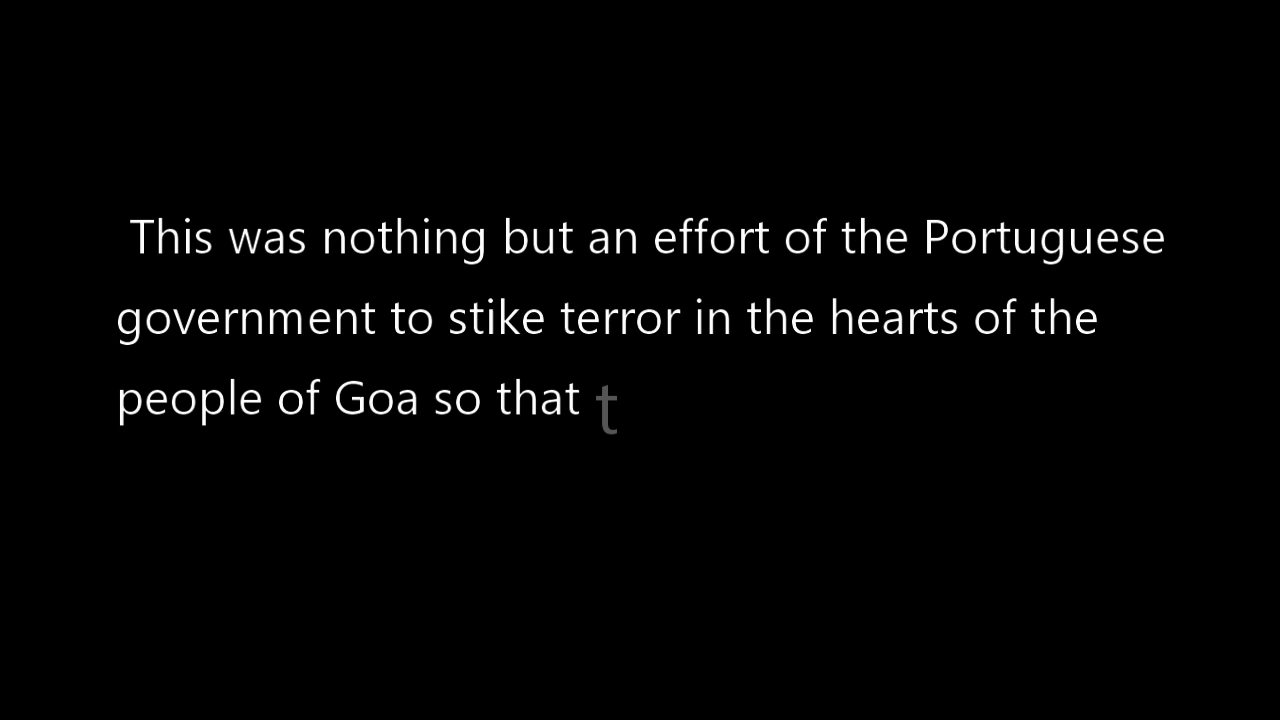 This was nothing but an effort of the Portuguese
government to stike terror in the hearts of the
people of Goa so that t